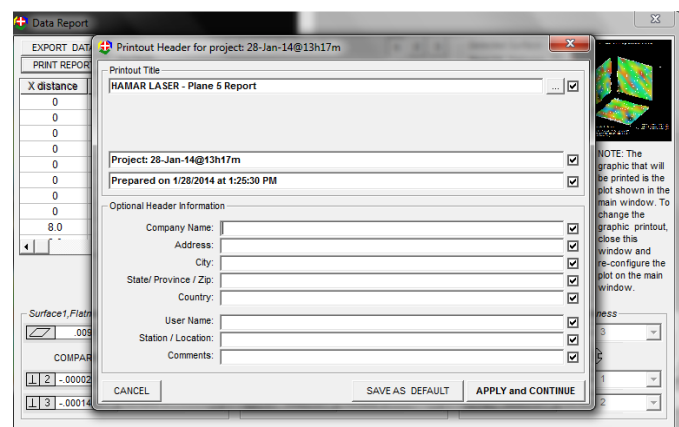 Data Report
EXPORT DATA
PRINT REPOR
X distance
0
0
0
0
0
0
0
0
8.0
Surface1,Flatn
.009
COMPAR
2 -.00002
3 -.00014
Printout Header for project: 28-Jan-14@13h17m
Printout Title
HAMAR LASER - Plane 5 Report
...
Project: 28-Jan-14@13h17m
Prepared on 1/28/2014 at 1:25:30 PM
Optional Header Information
Company Name:
Address:
City:
State/ Province / Zip:
Country:
User Name:
Station / Location:
Comments:
CANCEL
SAVE AS DEFAULT
APPLY and CONTINUE
NOTE: The
graphic that will
be printed is the
plot shown in the
main window. To
change the
graphic printout,
close this
window and
re-configure the
plot on the main
window.
ness
3
1
2